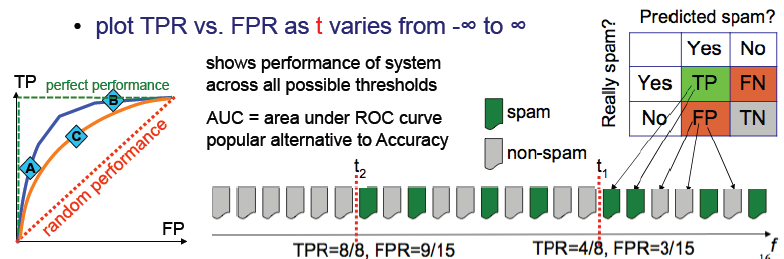 • plot TPR vs. FPR as t varies from -∞ to ∞
Predicted spam?
Really spam?
Yes No
Yes TP FN
No FP TN
shows performance of system
across all possible thresholds
AUC = area under ROC curve
popular alternative to Accuracy
spam
non-spam
TP
perfect performance
B
C
A
random performance
FP
t2
t1
TPR=8/8, FPR=9/15
TPR=4/8, FPR=3/15
f
16